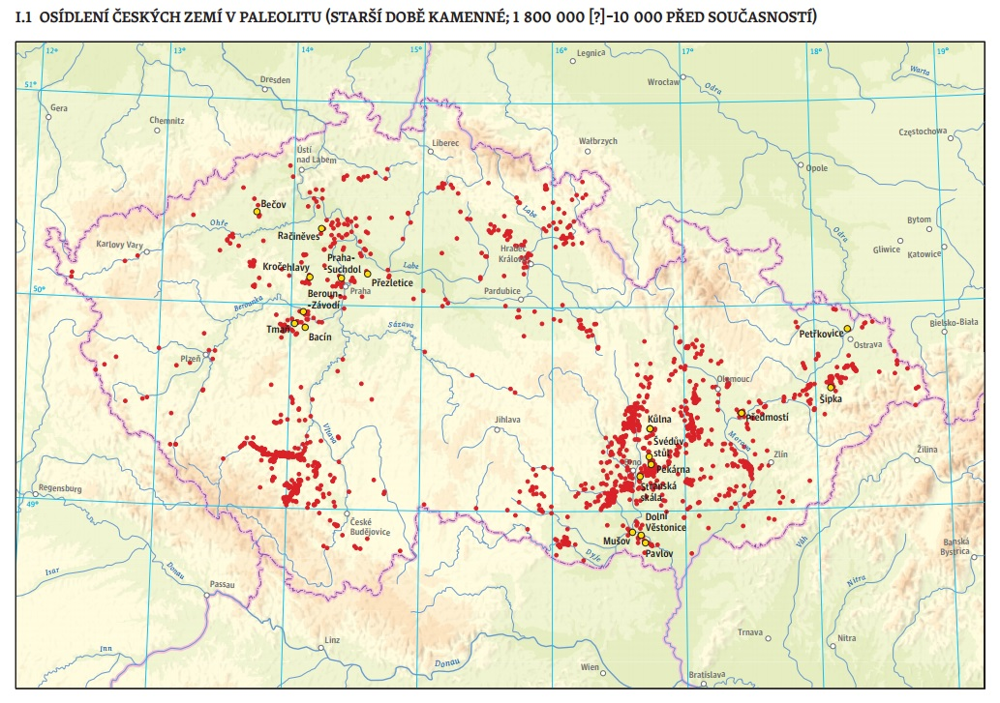 I.1 OSÍDLENÍ ČESKÝCH ZEMÍ V PALEOLITU (STARŠÍ DOBĚ KAMENNÉ; 1 800 000 [?]–10 000 PŘED SOUČASNOSTÍ)
12°
13°
14°
15°
16°
17°
18°
19°
Legnica
Wrocław
Odra
Warta
51°
Dresden
Gera
Chemnitz
Częstochowa
Liberec
Wałbrzych
Ústí
nad Labem
Opole
Bečov
Labe
Ohře
Račiněves
Odra
Bytom
Gliwice
Katowice
Karlovy Vary
Hradec
Králové
Kročehlavy
Praha-
Suchdol
Labe
Přezletice
50°
Praha
Pardubice
Beroun-
-Závodí
Berounka
Tmaň
Bacín
Sázava
Petřkovice
Ostrava
Bielsko-Biała
Plzeň
Olomouc
Šipka
Předmostí
Jihlava
Kůlna
Vltava
Švédův
stůl
Morava
Zlín
Žilina
Brno
Pekárna
Stránská
skála
Regensburg
49°
České
Budějovice
Dolní
Věstonice
Mušov
Pavlov
Dyje
Váh
Banská
Bystrica
Isar
Donau
Passau
Nitra
Linz
Trnava
Nitra
Inn
Donau
Wien
Bratislava